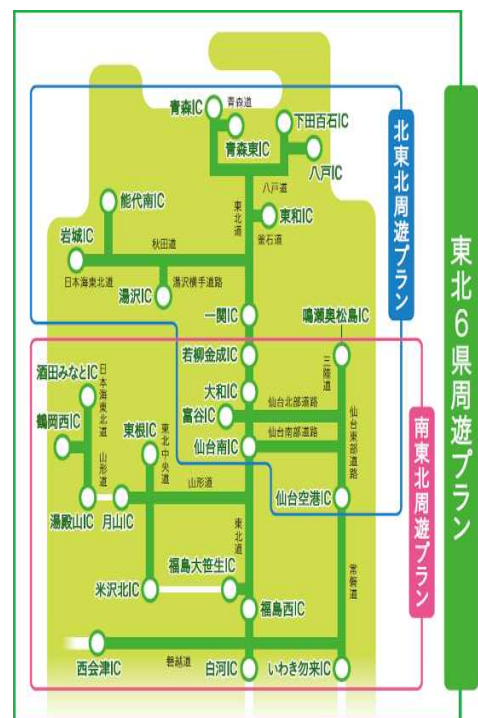 青森IC
青森道
下田百石IC
青森東IC
八戸IC
八戸道
能代南IC
東北道
東和IC
釜石道
岩城IC
秋田道
日本海東北道
湯沢横手道路
湯沢IC
一関IC
鳴瀬奥松島IC
若柳金成IC
三陸道
酒田みなとIC
日本海東北道
大和IC
仙台北部道路
鶴岡西IC
東根IC
東北中央道
富谷IC
仙台南部道路
仙台東部道路
山形道
仙台南IC
山形道
湯殿山IC
月山IC
仙台空港IC
東北道
福島大笹生IC
常磐道
米沢北IC
福島西IC
西会津IC
磐越道
白河IC
いわき勿来IC
北東北周遊プラン
南東北周遊プラン
東北6県周遊プラン